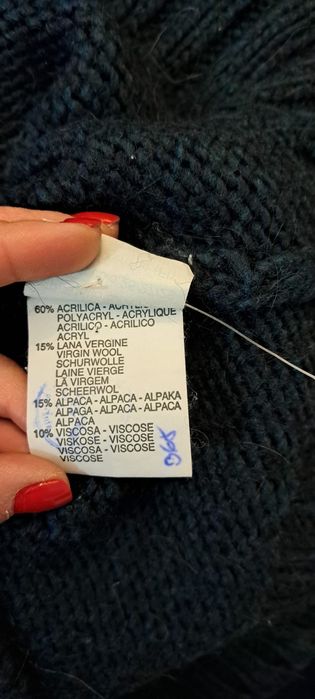 60% ACRILICA - ACRYLIC
POLYACRYL - ACRYLIQUE
ACRILICO - ACRILICO
ACRYL
15% LANA VERGINE
VIRGIN WOOL
SCHURWOLLE
LAINE VIERGE
LÃ VIRGEM
SCHEERWOL
15% ALPACA - ALPACA - ALPAKA
ALPAGA - ALPACA - ALPACA
ALPACA
10% VISCOSA - VISCOSE
VISKOSE - VISCOSE
VISCOSA - VISCOSE
VISCOSE